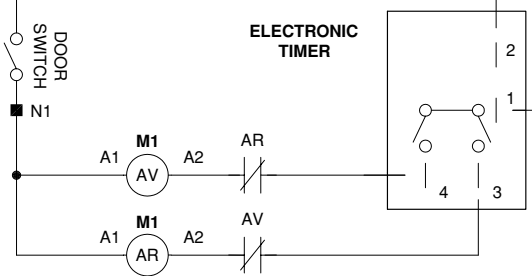 DOOR
SWITCH
ELECTRONIC
TIMER
2
1
N1
M1
A1
AV
A2
AR
4
3
M1
A1
AR
A2
AV